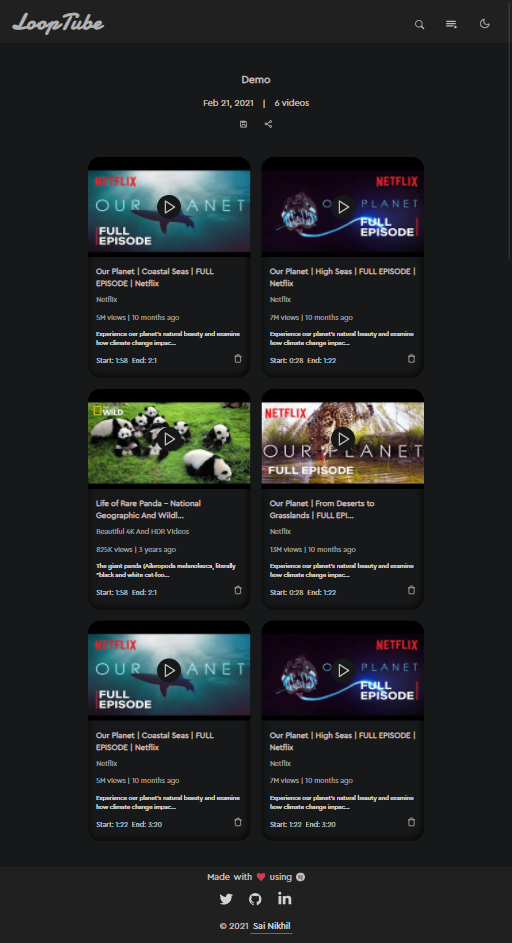 LoopTube
Demo
Feb 21, 2021 | 6 videos
NETFLIX
OUR PLANET
FULL
EPISODE
Our Planet | Coastal Seas | FULL
EPISODE | Netflix
Netflix
5M views | 10 months ago
Experience our planet's natural beauty and examine
how climate change impac...
Start: 1:58 End: 2:1
NETFLIX
OUR PLANET
FULL
EPISODE
Our Planet | High Seas | FULL EPISODE |
Netflix
Netflix
7M views | 10 months ago
Experience our planet's natural beauty and examine
how climate change impac...
Start: 0:28 End: 1:22
WILD
Life of Rare Panda - National
Geographic And Wildl...
Beautiful 4K And HDR Videos
825K views | 3 years ago
The giant panda (Ailuropoda melanoleuca, literally
"black and white cat-foo...
Start: 1:58 End: 2:1
NETFLIX
OUR PLANET
FULL EPISODE
Our Planet | From Deserts to
Grasslands | FULL EPI...
Netflix
13M views | 10 months ago
Experience our planet's natural beauty and examine
how climate change impac...
Start: 0:28 End: 1:22
NETFLIX
OUR PLANET
FULL
EPISODE
Our Planet | Coastal Seas | FULL
EPISODE | Netflix
Netflix
5M views | 10 months ago
Experience our planet's natural beauty and examine
how climate change impac...
Start: 1:22 End: 3:20
NETFLIX
OUR PLANET
FULL
EPISODE
Our Planet | High Seas | FULL EPISODE |
Netflix
Netflix
7M views | 10 months ago
Experience our planet's natural beauty and examine
how climate change impac...
Start: 1:22 End: 3:20
Made with ❤ using
© 2021 Sai Nikhil